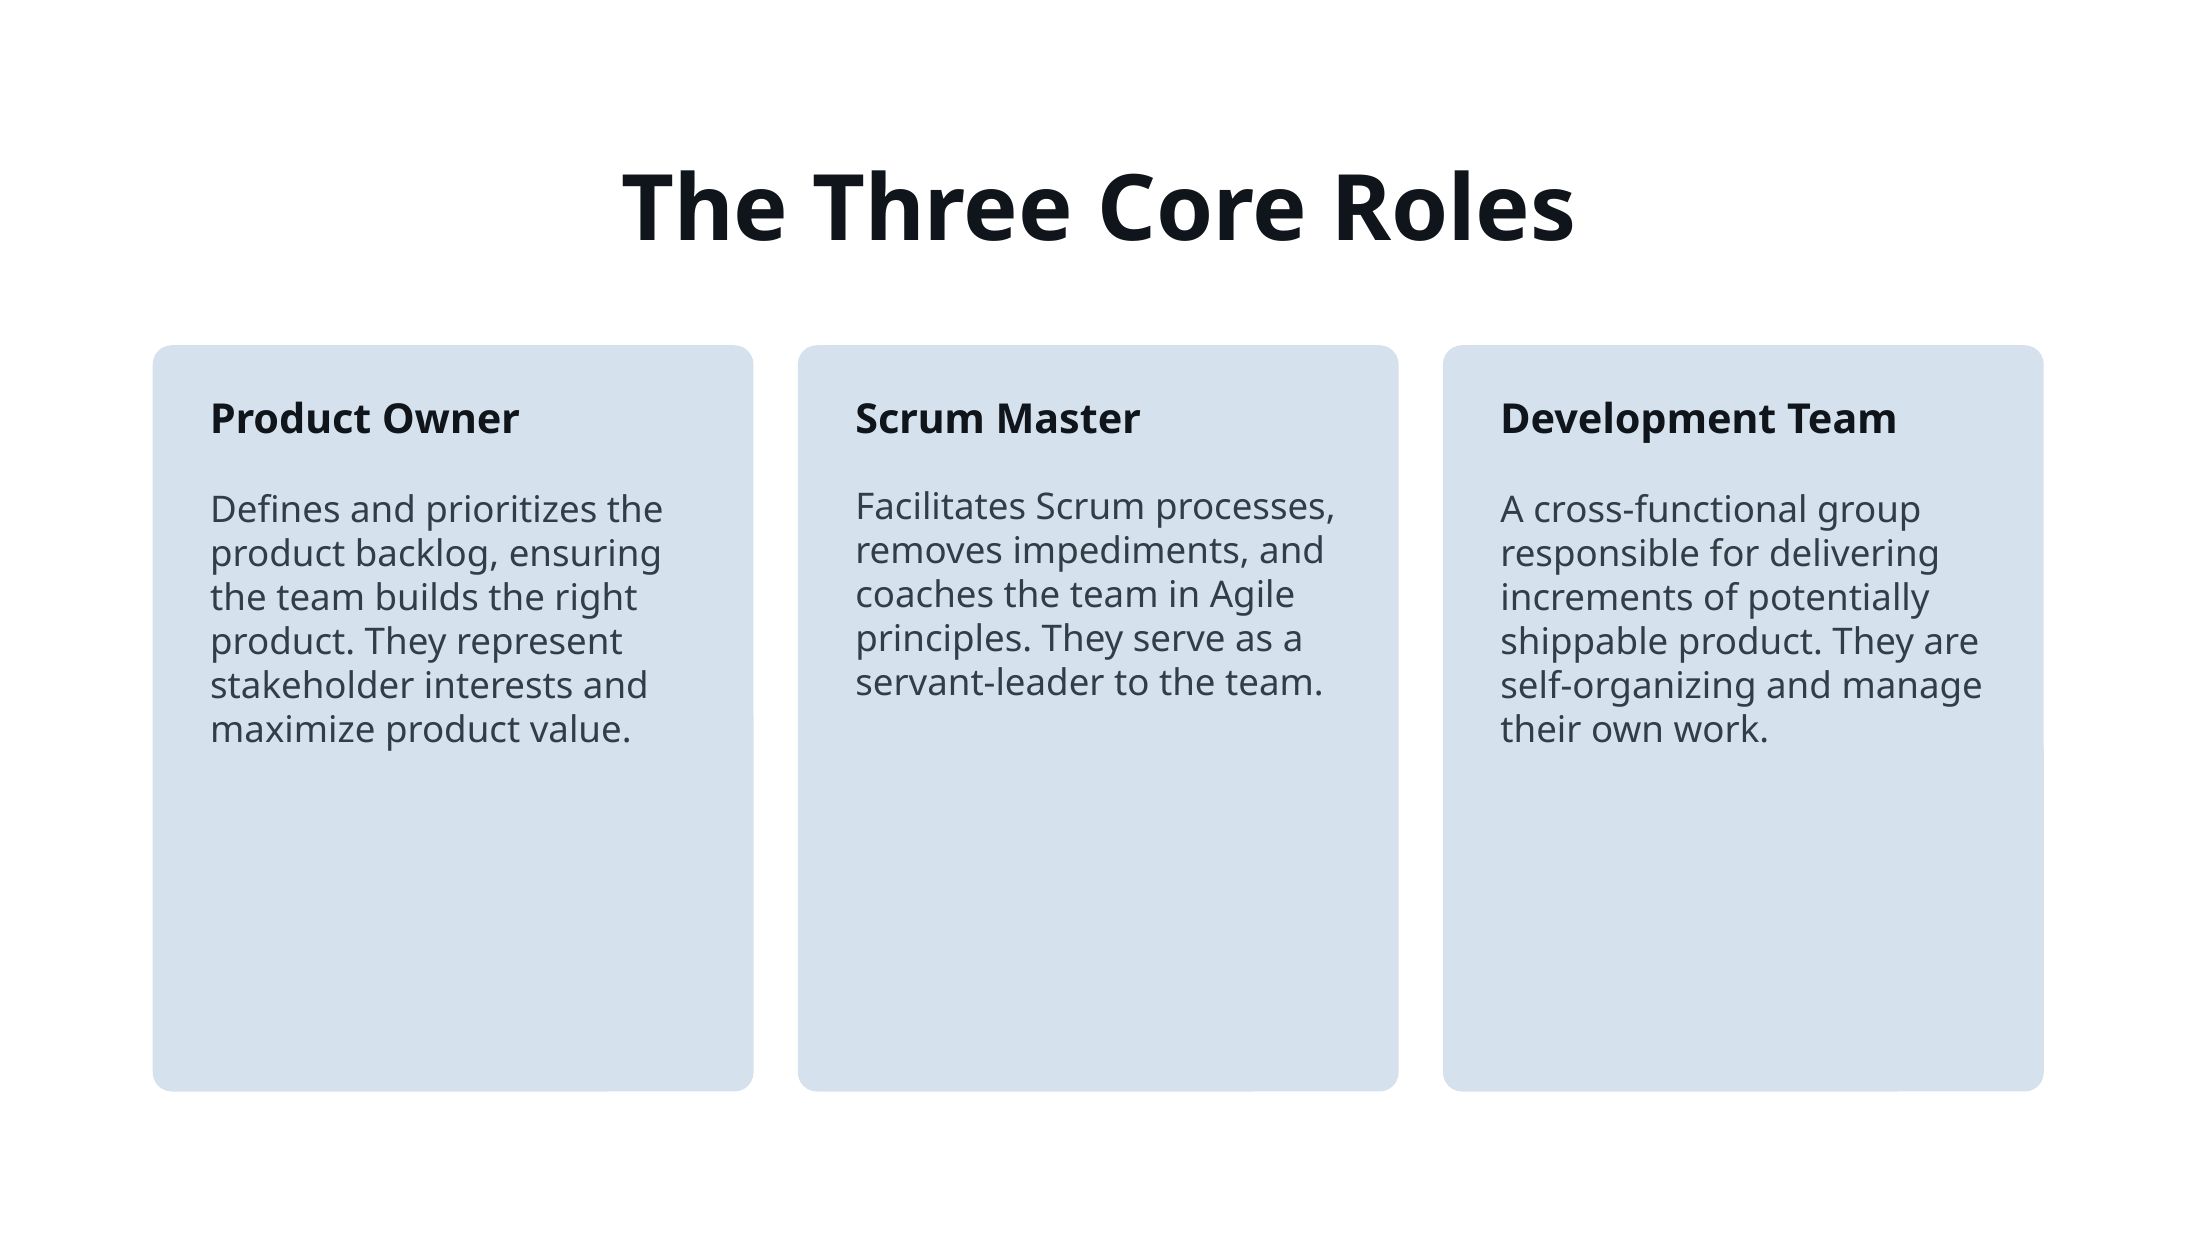 The Three Core Roles
Product Owner
Defines and prioritizes the
product backlog, ensuring
the team builds the right
product. They represent
stakeholder interests and
maximize product value.
Scrum Master
Facilitates Scrum processes,
removes impediments, and
coaches the team in Agile
principles. They serve as a
servant-leader to the team.
Development Team
A cross-functional group
responsible for delivering
increments of potentially
shippable product. They are
self-organizing and manage
their own work.